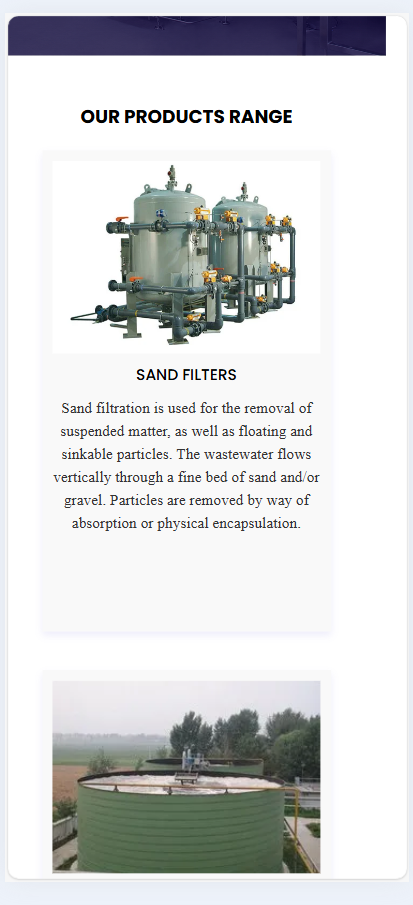 OUR PRODUCTS RANGE
SAND FILTERS
Sand filtration is used for the removal of
suspended matter, as well as floating and
sinkable particles. The wastewater flows
vertically through a fine bed of sand and/or
gravel. Particles are removed by way of
absorption or physical encapsulation.